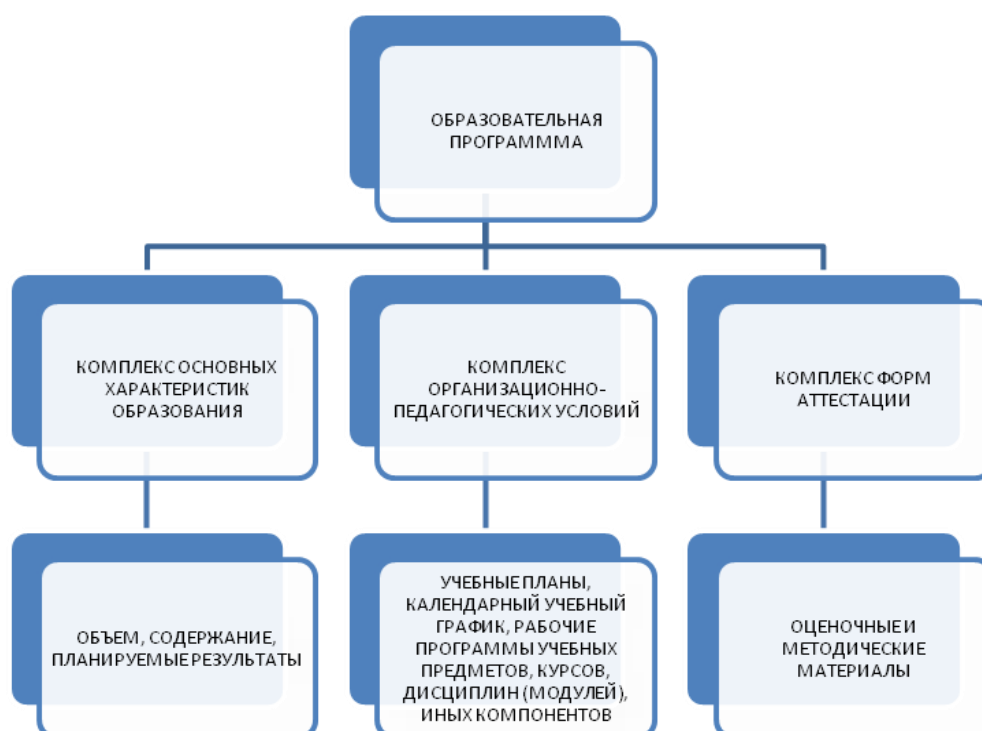 ОБРАЗОВАТЕЛЬНАЯ
ПРОГРАМММА
КОМПЛЕКС ОСНОВНЫХ
ХАРАКТЕРИСТИК
ОБРАЗОВАНИЯ
КОМПЛЕКС
ОРГАНИЗАЦИОННО-
ПЕДАГОГИЧЕСКИХ УСЛОВИЙ
КОМПЛЕКС ФОРМ
АТТЕСТАЦИИ
ОБЪЕМ, СОДЕРЖАНИЕ,
ПЛАНИРУЕМЫЕ РЕЗУЛЬТАТЫ
УЧЕБНЫЕ ПЛАНЫ,
КАЛЕНДАРНЫЙ УЧЕБНЫЙ
ГРАФИК, РАБОЧИЕ
ПРОГРАММЫ УЧЕБНЫХ
ПРЕДМЕТОВ, КУРСОВ,
ДИСЦИПЛИН (МОДУЛЕЙ),
ИНЫХ КОМПОНЕНТОВ
ОЦЕНОЧНЫЕ И
МЕТОДИЧЕСКИЕ
МАТЕРИАЛЫ